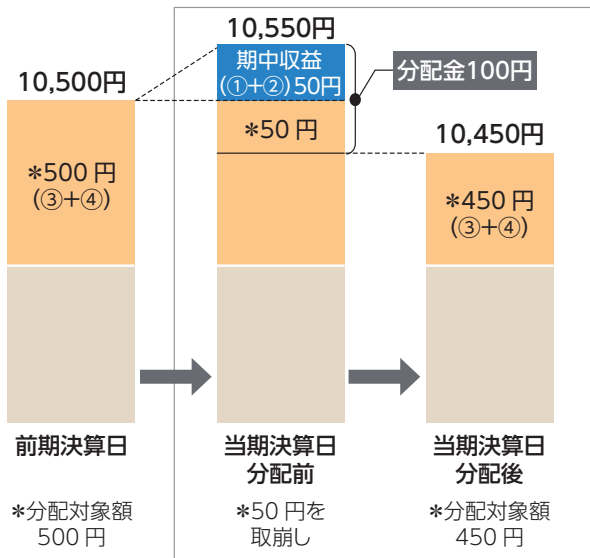 10,500円
*500 円
(③+④)
前期決算日
*分配対象額
500 円
10,550円
期中収益
(①+②)50円
*50 円
分配金100円
当期決算日
分配前
*50 円を
取崩し
10,450円
*450 円
(③+④)
当期決算日
分配後
*分配対象額
450 円